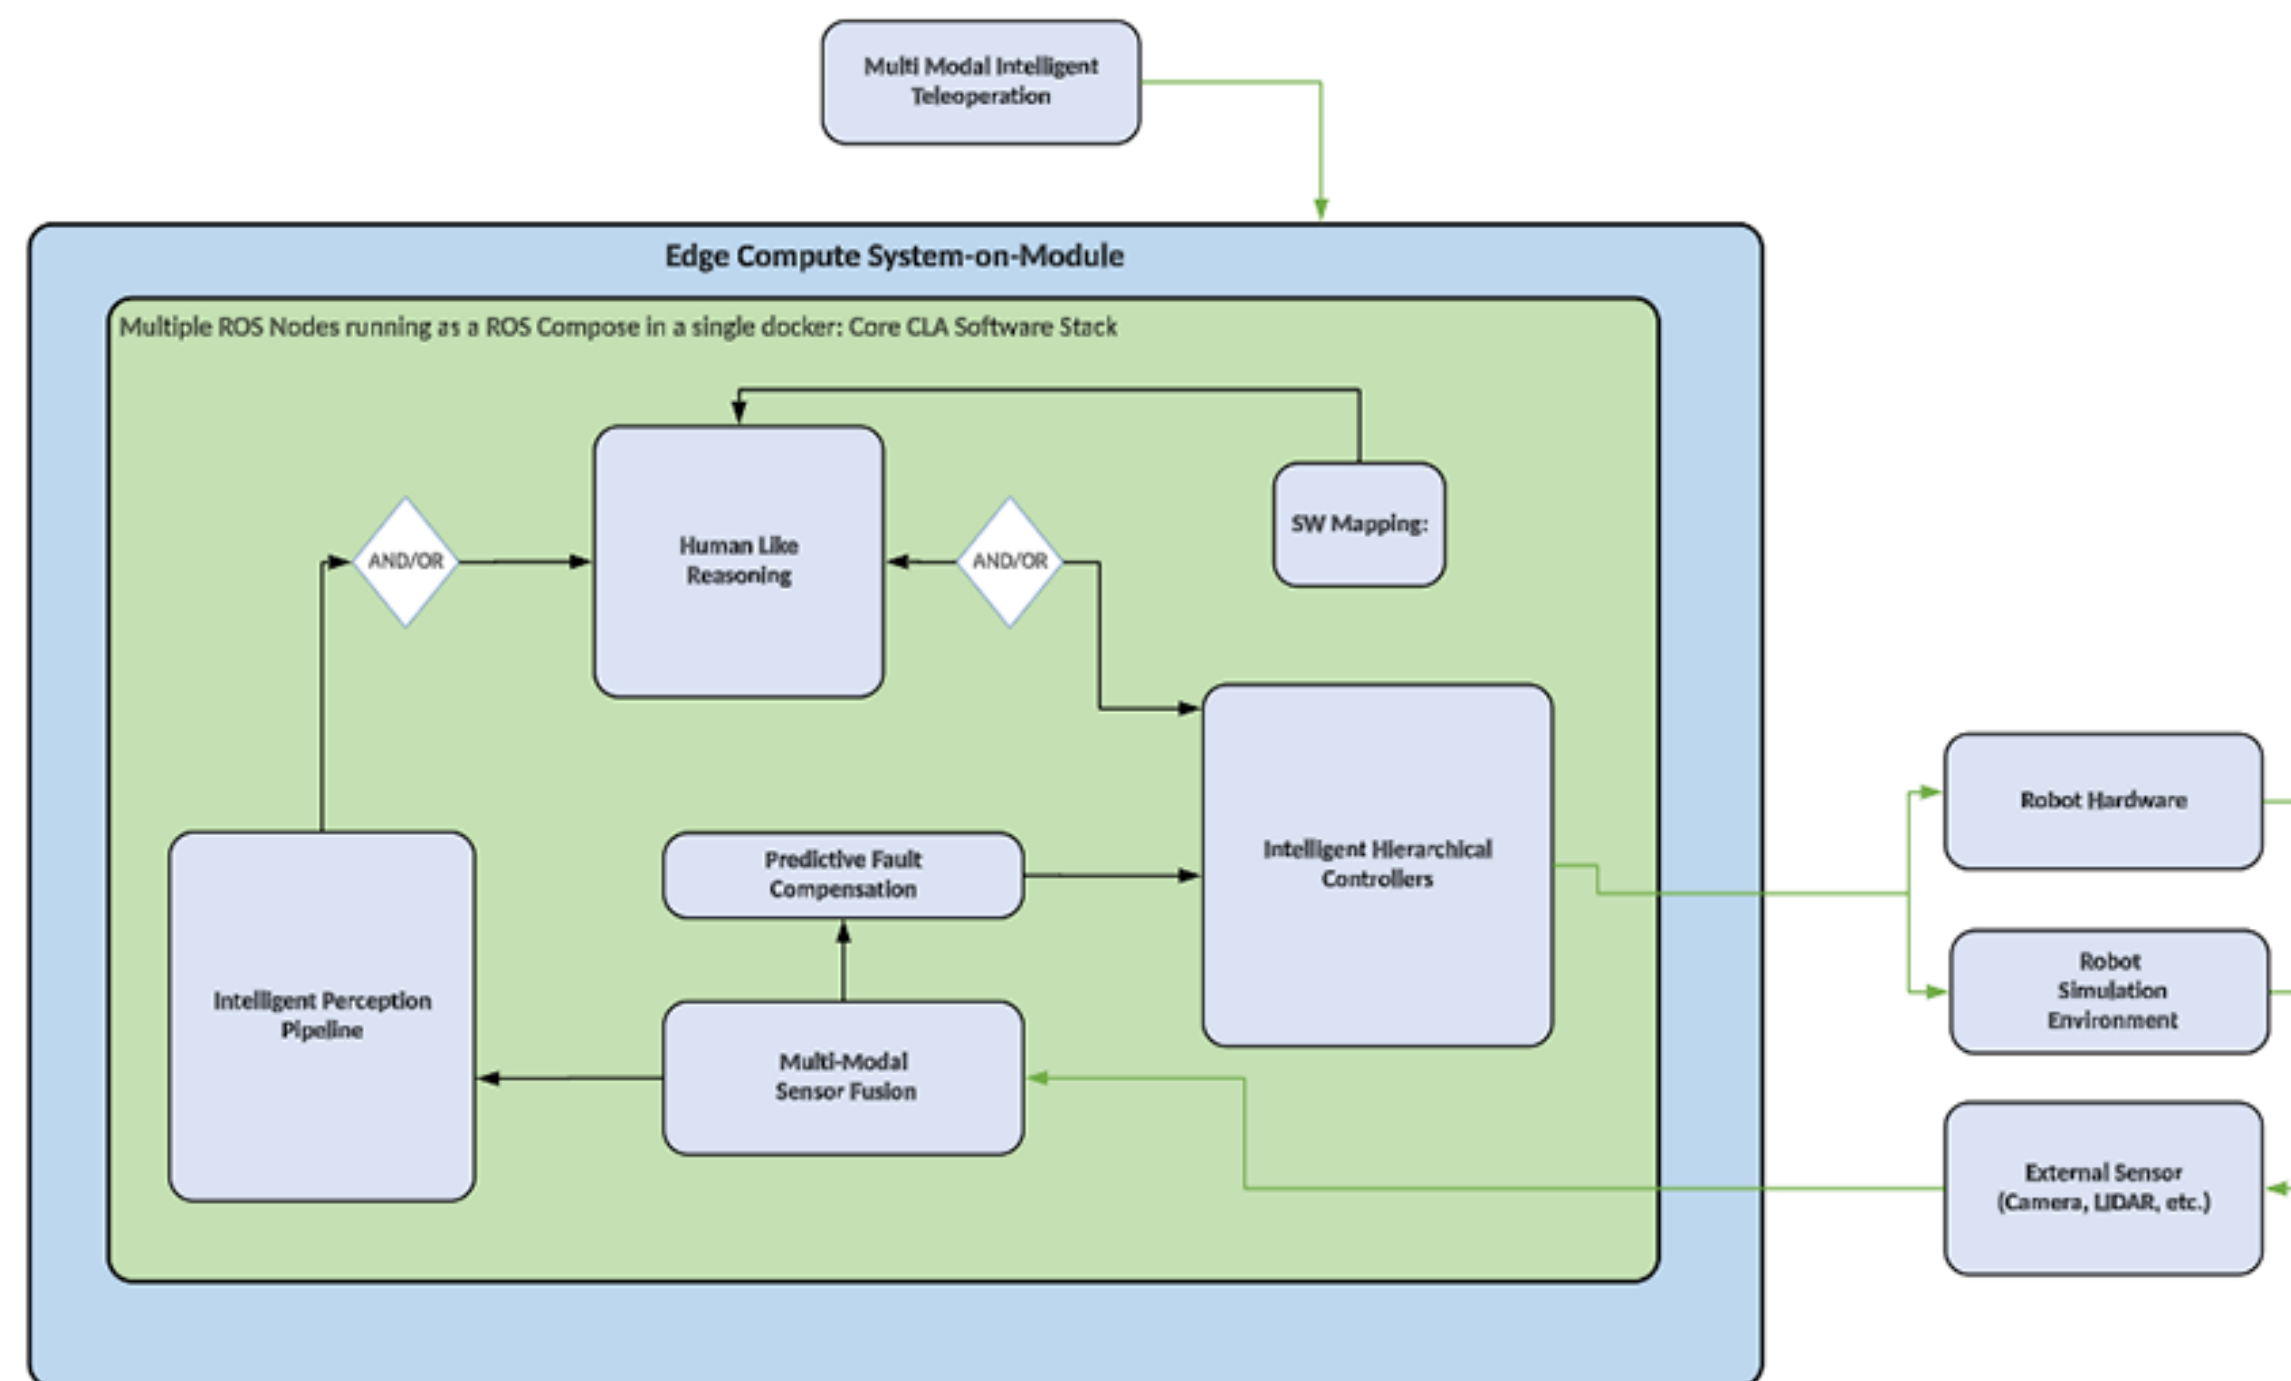 Multi Modal Intelligent
Teleoperation
Edge Compute System-on-Module
Multiple ROS Nodes running as a ROS Compose in a single docker: Core CLA Software Stack
SW Mapping:
AND/OR
Human Like
Reasoning
AND/OR
Robot Hardware
Predictive Fault
Compensation
Intelligent Hierarchical
Controllers
Robot
Simulation
Environment
Intelligent Perception
Pipeline
Multi-Modal
Sensor Fusion
External Sensor
(Camera, LIDAR, etc.)